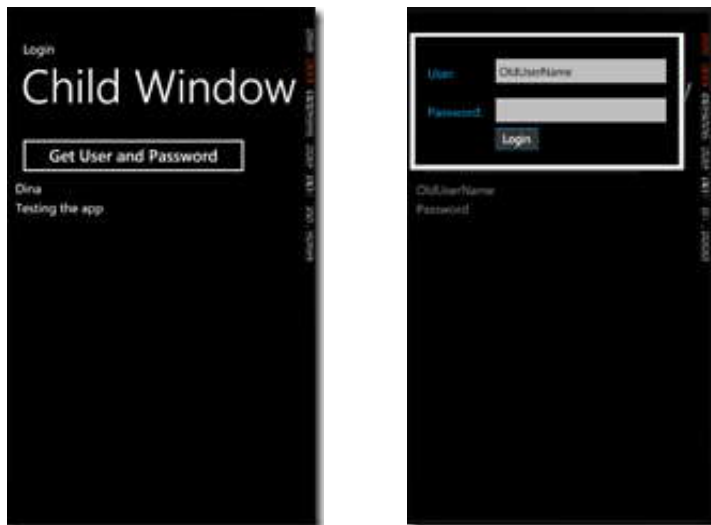 Login
Child Window
Get User and Password
Dina
Testing the app
User:
OldUserName
Password:
Login
OldUserName
Password